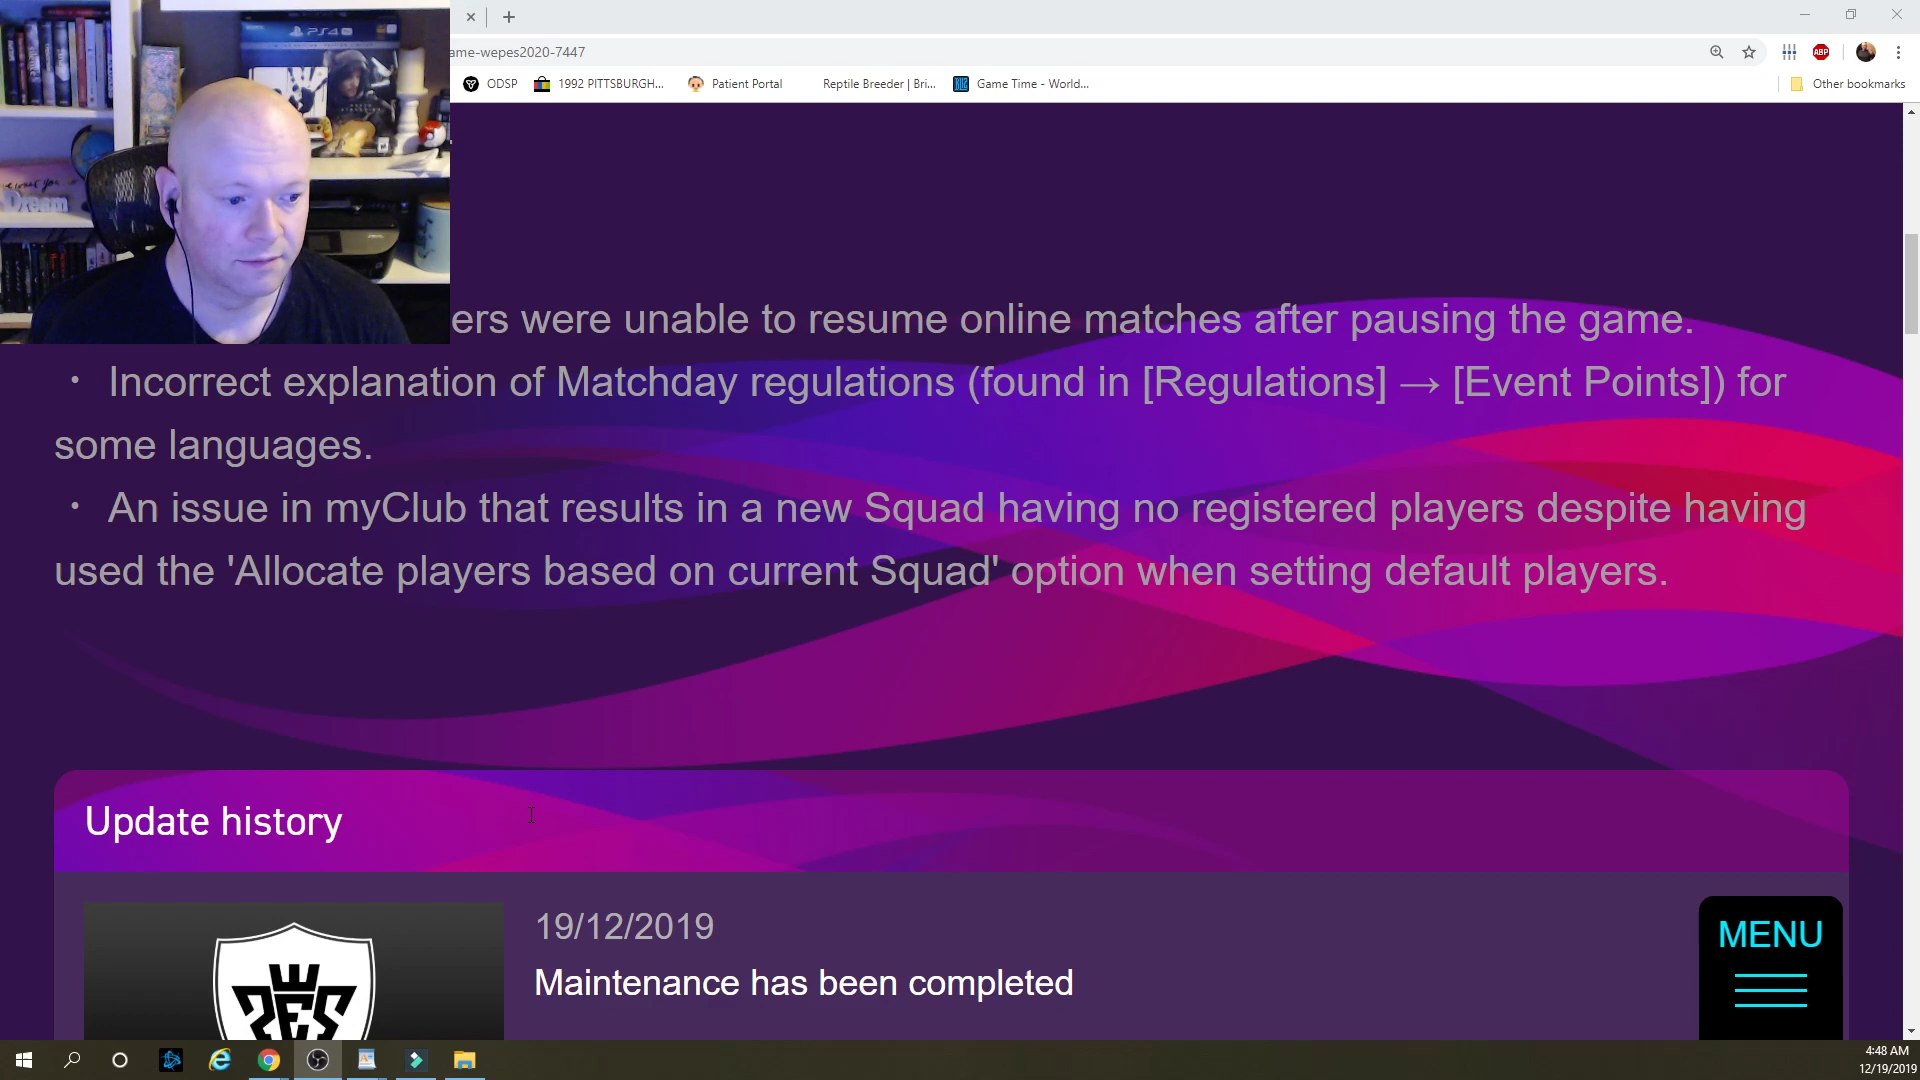 PS4
Dream
ame-wepes2020-7447
ABP
ODSP
1992 PITTSBURGH...
Patient Portal
Reptile Breeder | Bri...
Game Time - World...
Other bookmarks
ers were unable to resume online matches after pausing the game.
・ Incorrect explanation of Matchday regulations (found in [Regulations] → [Event Points]) for
some languages.
・ An issue in myClub that results in a new Squad having no registered players despite having
used the 'Allocate players based on current Squad' option when setting default players.
Update history
19/12/2019
Maintenance has been completed
PES
MENU
4:48 AM
12/19/2019